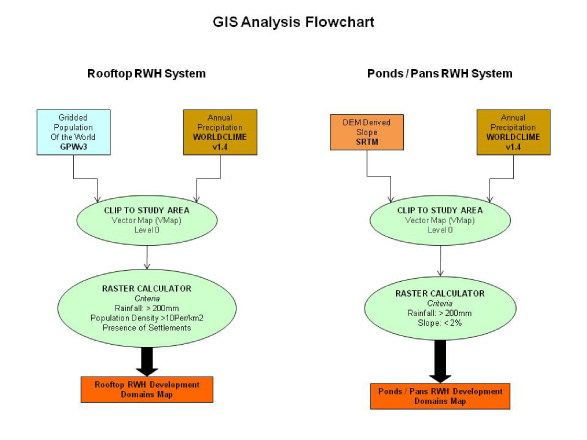 GIS Analysis Flowchart
Rooftop RWH System
Gridded
Population
Of the World
GPWv3
Annual
Precipitation
WORLDCLIME
v1.4
CLIP TO STUDY AREA
Vector Map (VMap)
Level 0
RASTER CALCULATOR
Criteria
Rainfall: > 200mm
Population Density >10Per/km2
Presence of Settlements
Rooftop RWH Development
Domains Map
Ponds / Pans RWH System
DEM Derived
Slope
SRTM
Annual
Precipitation
WORLDCLIME
v1.4
CLIP TO STUDY AREA
Vector Map (VMap)
Level 0
RASTER CALCULATOR
Criteria
Rainfall: > 200mm
Slope: < 2%
Ponds / Pans RWH Development
Domains Map